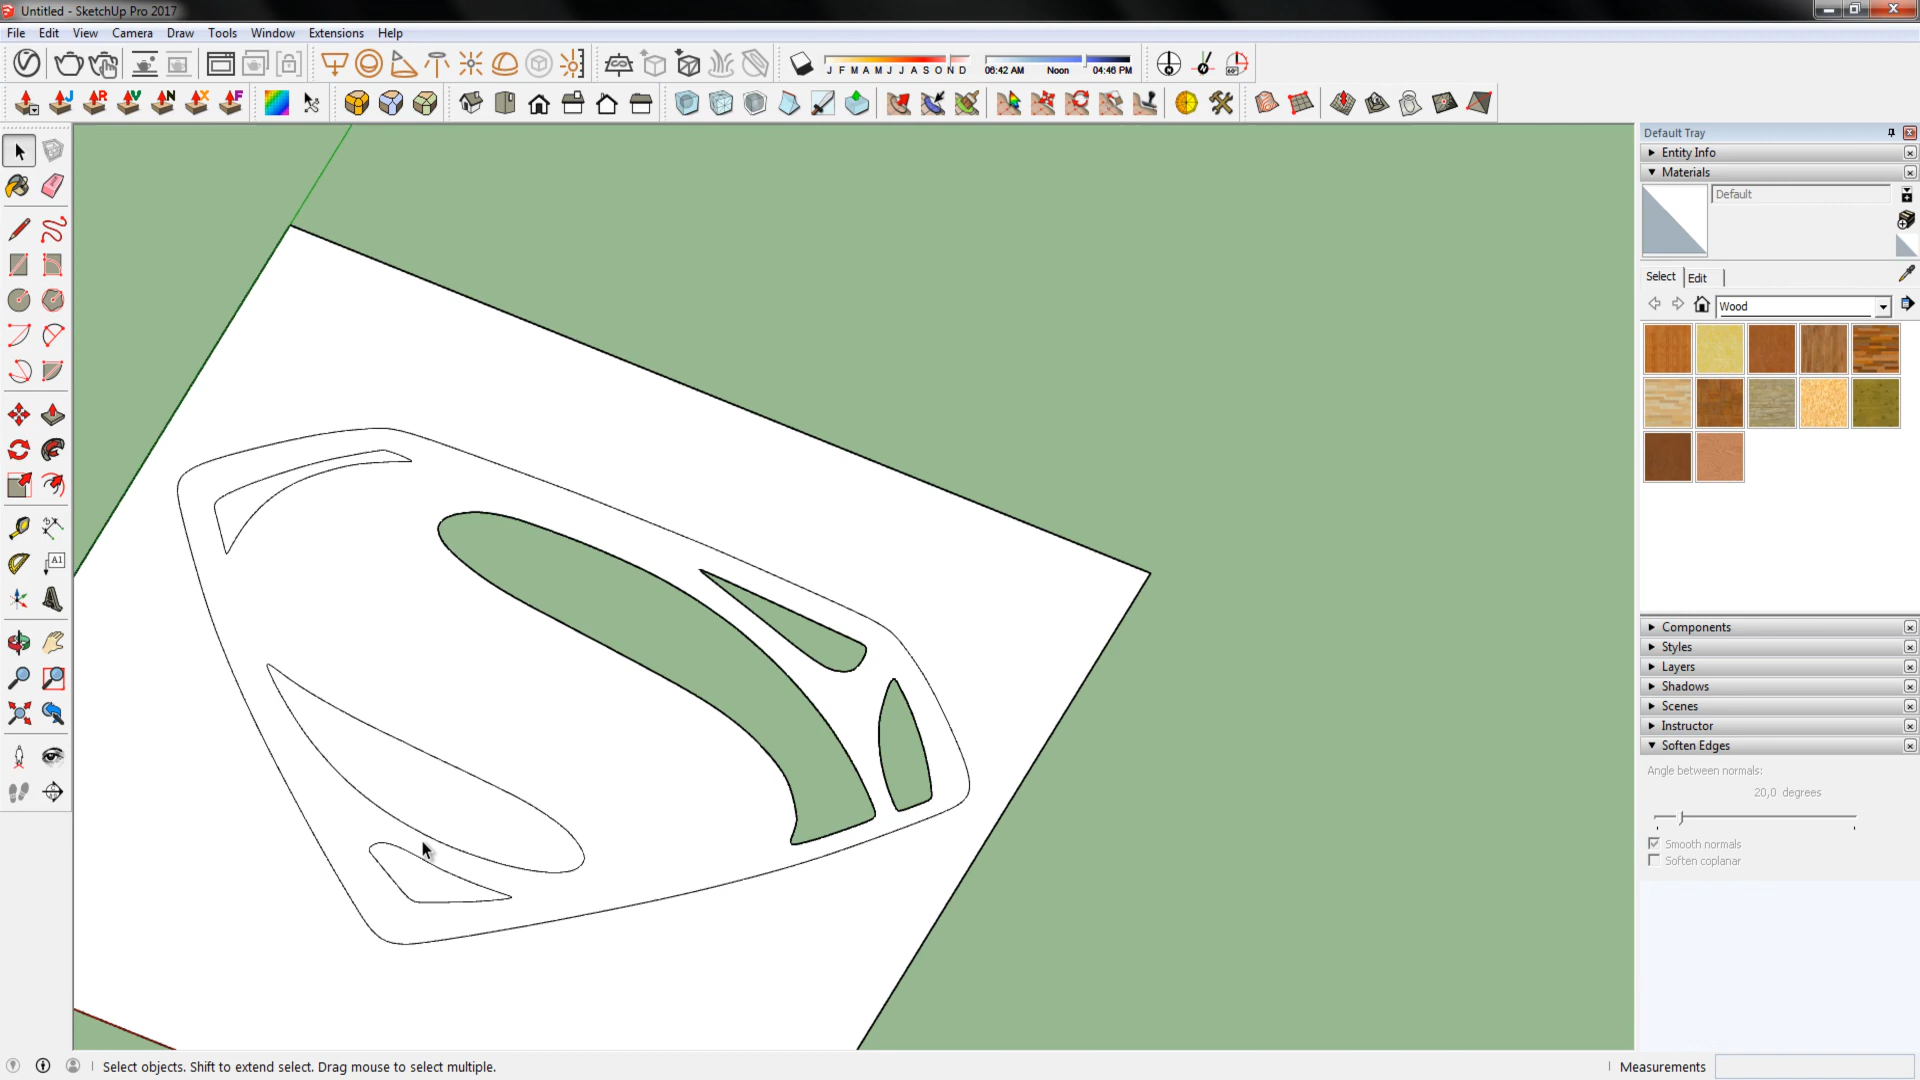 Untitled - SketchUp Pro 2017
File Edit View Camera Draw Tools Window Extensions Help
J F M A M J J A S O N D
06:42 AM Noon 04:46 PM
J R V N X F
Default Tray
Entity Info
Materials
Default
Select Edit
Wood
A1
Components
Styles
Layers
Shadows
Scenes
Instructor
Soften Edges
Angle between normals:
20,0 degrees
Smooth normals
Soften coplanar
Select objects. Shift to extend select. Drag mouse to select multiple.
Measurements